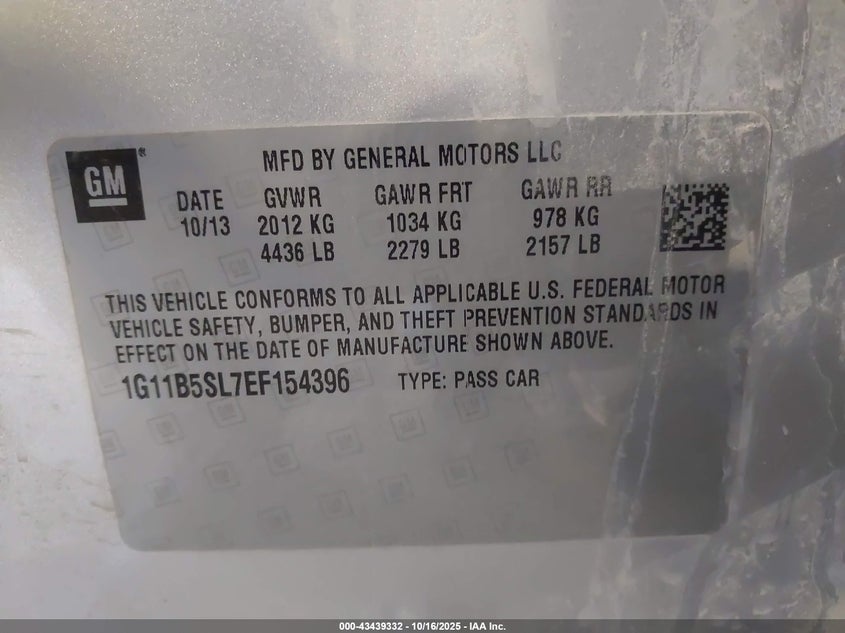 GM ®
MFD BY GENERAL MOTORS LLC
DATE GVWR GAWR FRT GAWR RR
10/13 2012 KG 1034 KG 978 KG
4436 LB 2279 LB 2157 LB
THIS VEHICLE CONFORMS TO ALL APPLICABLE U.S. FEDERAL MOTOR
VEHICLE SAFETY, BUMPER, AND THEFT PREVENTION STANDARDS IN
EFFECT ON THE DATE OF MANUFACTURE SHOWN ABOVE.
1G11B5SL7EF154396 TYPE: PASS CAR
000-43439332 - 10/16/2025 - IAA Inc.